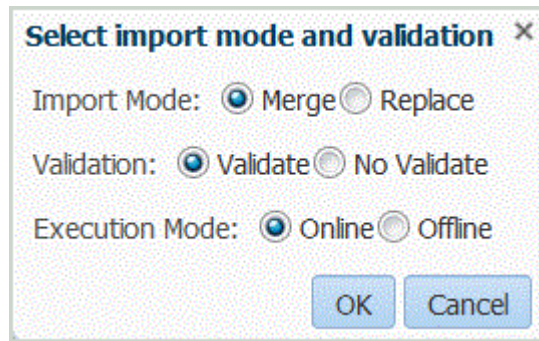 Select import mode and validation ×
Import Mode: Merge Replace
Validation: Validate No Validate
Execution Mode: Online Offline
OK Cancel